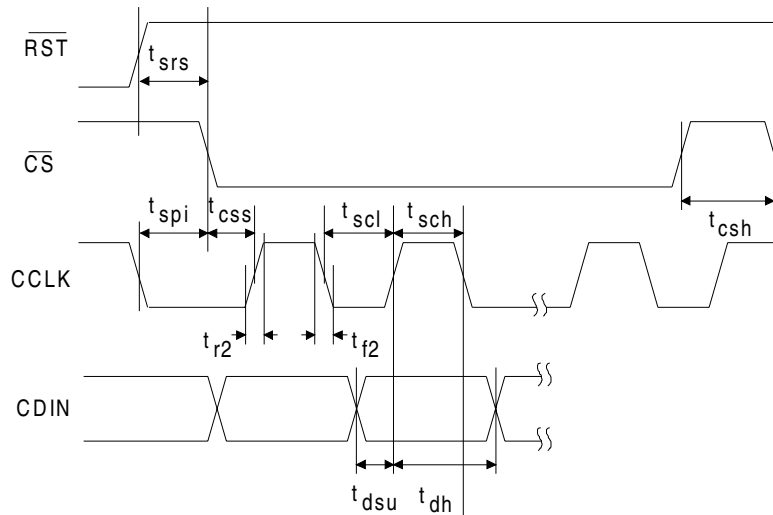 RST
t srs
CS
t spi t css t scl t sch t csh
CCLK
t r2 t f2
CDIN
t dsu t dh